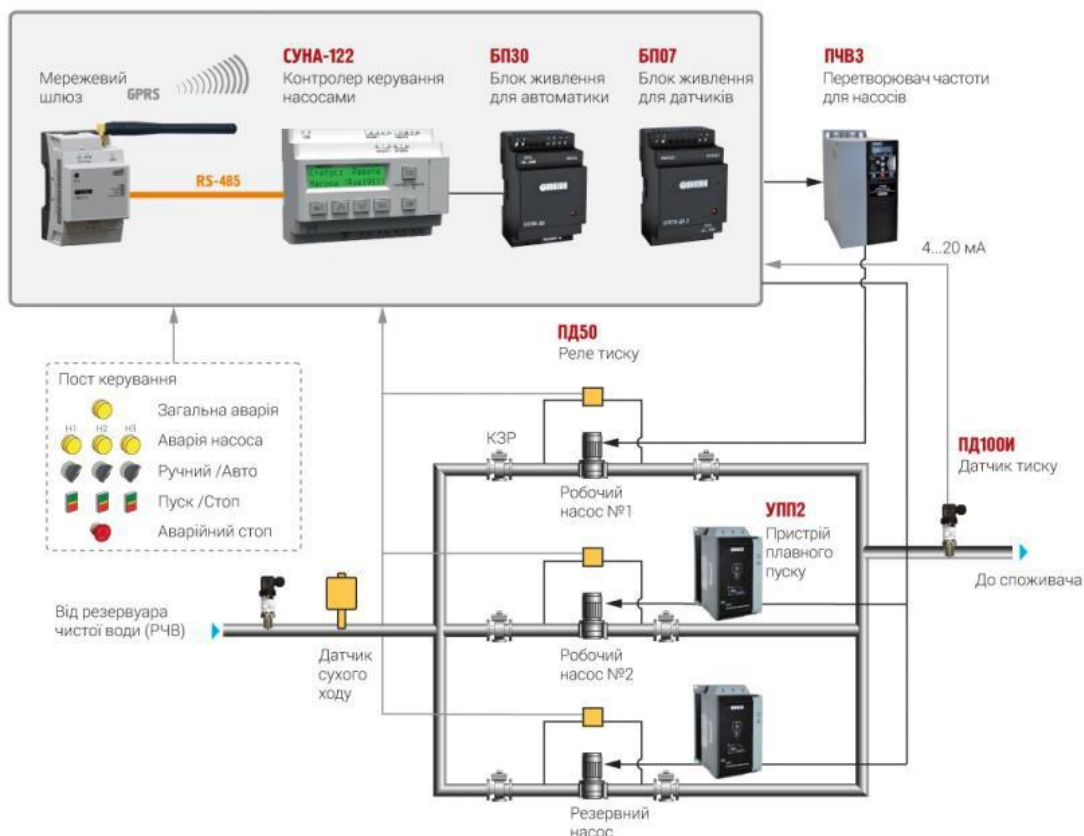 Мережевий
шлюз GPRS
RS-485
СУНА-122
Контролер керування
насосами
БП30
Блок живлення
для автоматики
БП07
Блок живлення
для датчиків
ПЧВ3
Перетворювач частоти
для насосів
4...20 мА
ПД50
Реле тиску
Пост керування
Загальна аварія
Н1 Н2 Н3
Аварія насоса
Ручний /Авто
Пуск /Стоп
Аварійний стоп
КЗР
Робочий
насос №1
ПД100И
Датчик тиску
УПП2
Пристрій
плавного
пуску
До споживача
Від резервуара
чистої води (РЧВ)
Датчик
сухого
ходу
Робочий
насос №2
Резервний
насос